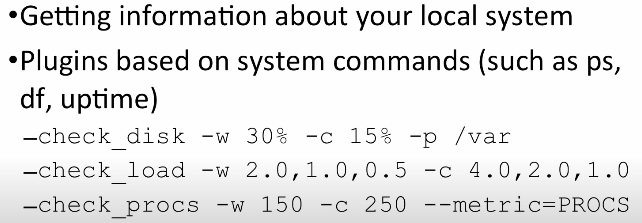 •Getting information about your local system
•Plugins based on system commands (such as ps,
df, uptime)
–check_disk -w 30% -c 15% -p /var
–check_load -w 2.0,1.0,0.5 -c 4.0,2.0,1.0
–check_procs -w 150 -c 250 --metric=PROCS